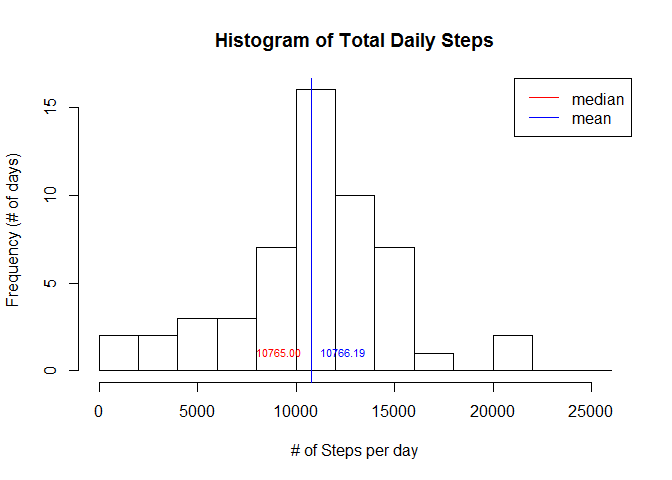 Histogram of Total Daily Steps
median
mean
Frequency (# of days)
15
10
5
0
10765.00 10766.19
0 5000 10000 15000 20000 25000
# of Steps per day